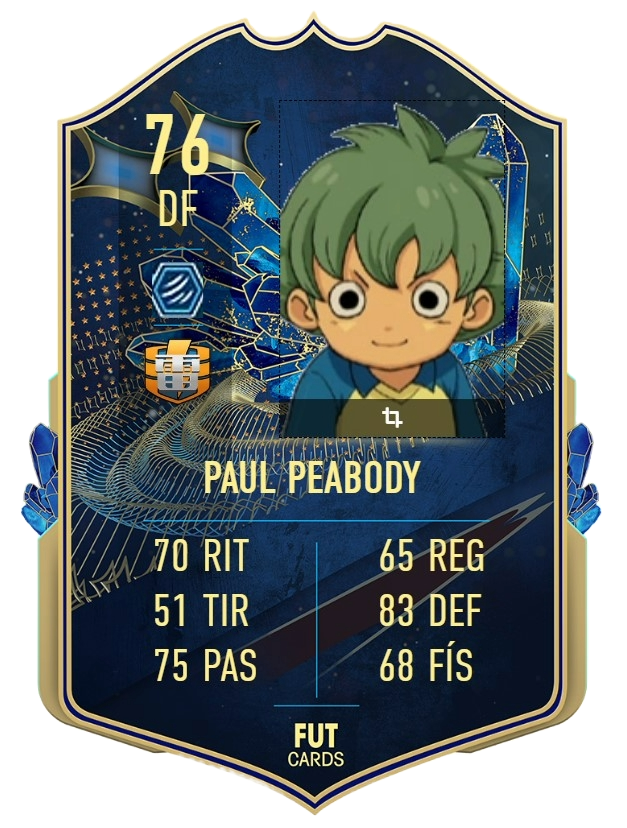 76
DF
PAUL PEABODY
70 RIT
65 REG
51 TIR
83 DEF
75 PAS
68 FÍS
FUT
CARDS